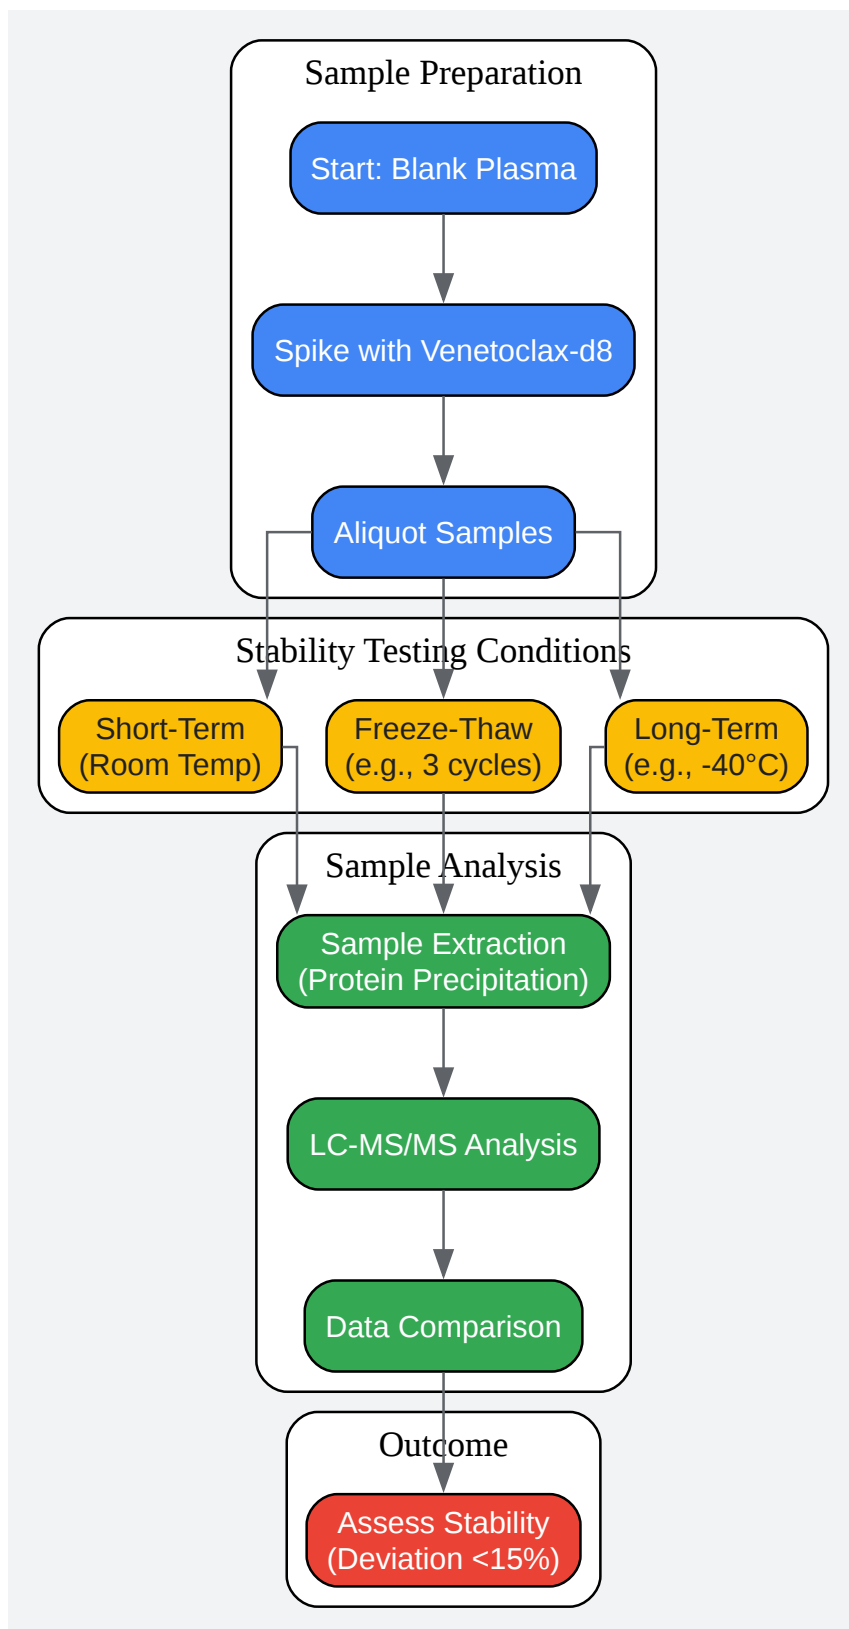 Sample Preparation
Start: Blank Plasma
Spike with Venetoclax-d8
Aliquot Samples
Stability Testing Conditions
Short-Term
(Room Temp)
Freeze-Thaw
(e.g., 3 cycles)
Long-Term
(e.g., -40°C)
Sample Analysis
Sample Extraction
(Protein Precipitation)
LC-MS/MS Analysis
Data Comparison
Outcome
Assess Stability
(Deviation <15%)